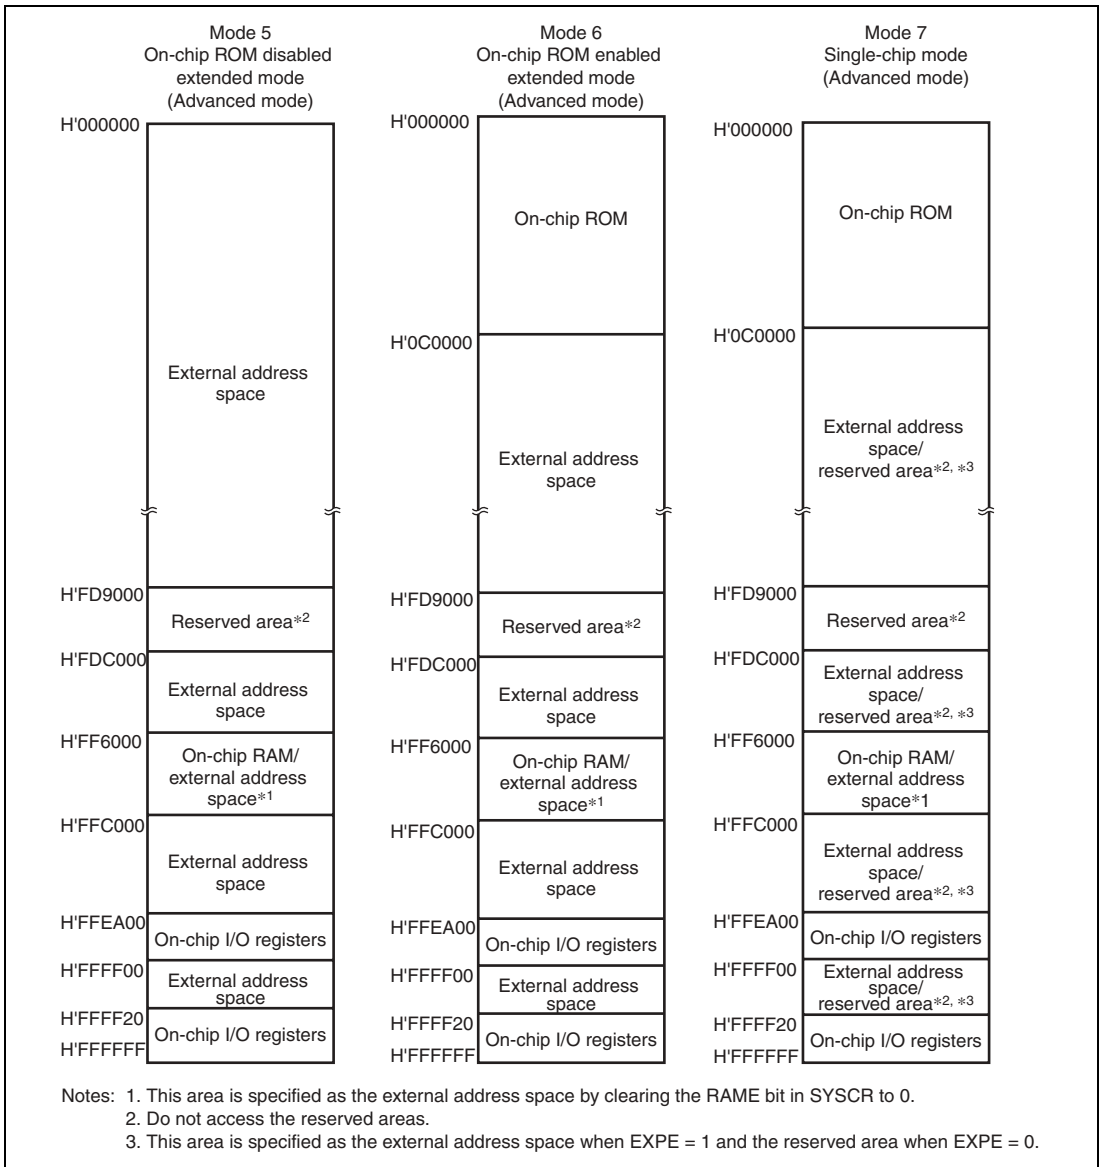 Mode 5
On-chip ROM disabled
extended mode
(Advanced mode)
H'000000
External address
space
H'FD9000
Reserved area*2
H'FDC000
External address
space
H'FF6000
On-chip RAM/
external address
space*1
H'FFC000
External address
space
H'FFEA00
On-chip I/O registers
H'FFFF00
External address
space
H'FFFF20
On-chip I/O registers
H'FFFFFF
Mode 6
On-chip ROM enabled
extended mode
(Advanced mode)
H'000000
On-chip ROM
H'0C0000
External address
space
H'FD9000
Reserved area*2
H'FDC000
External address
space
H'FF6000
On-chip RAM/
external address
space*1
H'FFC000
External address
space
H'FFEA00
On-chip I/O registers
H'FFFF00
External address
space
H'FFFF20
On-chip I/O registers
H'FFFFFF
Mode 7
Single-chip mode
(Advanced mode)
H'000000
On-chip ROM
H'0C0000
External address
space/
reserved area*2, *3
H'FD9000
Reserved area*2
H'FDC000
External address
space/
reserved area*2, *3
H'FF6000
On-chip RAM/
external address
space*1
H'FFC000
External address
space/
reserved area*2, *3
H'FFEA00
On-chip I/O registers
H'FFFF00
External address
space/
reserved area*2, *3
H'FFFF20
On-chip I/O registers
H'FFFFFF
Notes: 1. This area is specified as the external address space by clearing the RAME bit in SYSCR to 0.
2. Do not access the reserved areas.
3. This area is specified as the external address space when EXPE = 1 and the reserved area when EXPE = 0.